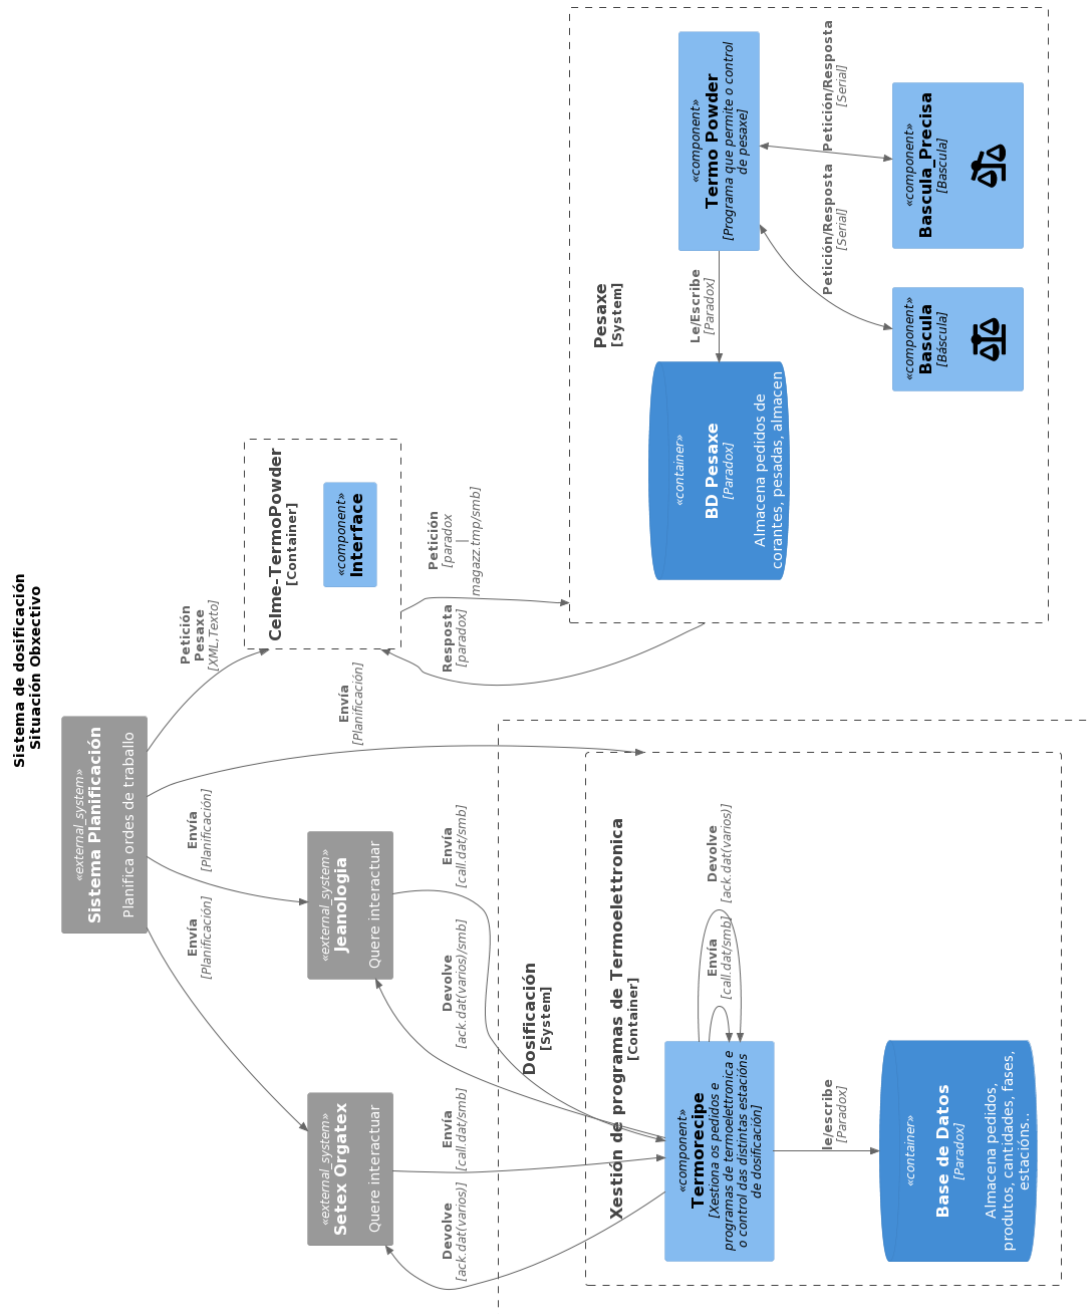 Sistema de dosificación
Situación Obxectivo
«external_system»
Sistema Planificación
Planifica ordes de traballo
Envía
[Planificación]
Envía
[Planificación]
Envía
[Planificación]
Petición
Pesaxe
[XML,Texto]
«external_system»
Setex Orgatex
Quere interactuar
«external_system»
Jeanologia
Quere interactuar
Celme-TermoPowder
[Container]
«component»
Interface
Devolve
[ack.dat(varios)]
Envía
[call.dat/smb]
Devolve
[ack.dat(varios)/smb]
Envía
[call.dat/smb]
Resposta
[paradox]
Petición
[paradox
|
magazz.tmp/smb]
Dosificación
[System]
Xestión de programas de Termoelettronica
[Container]
«component»
Termorecipe
[Xestiona os pedidos e
programas de termoelettronica e
o control das distintas estacións
de dosificación]
Envía
[call.dat/smb]
Devolve
[ack.dat(varios)]
le/escribe
[Paradox]
«container»
Base de Datos
[Paradox]
Almacena pedidos,
produtos, cantidades, fases,
estacións..
Pesaxe
[System]
«component»
Termo Powder
[Programa que permite o control
de pesaxe]
Le/Escribe
[Paradox]
«container»
BD Pesaxe
[Paradox]
Almacena pedidos de
corantes, pesadas, almacen
Petición/Resposta
[Serial]
Petición/Resposta
[Serial]
«component»
Bascula
[Báscula]
«component»
Bascula_Precisa
[Bascula]